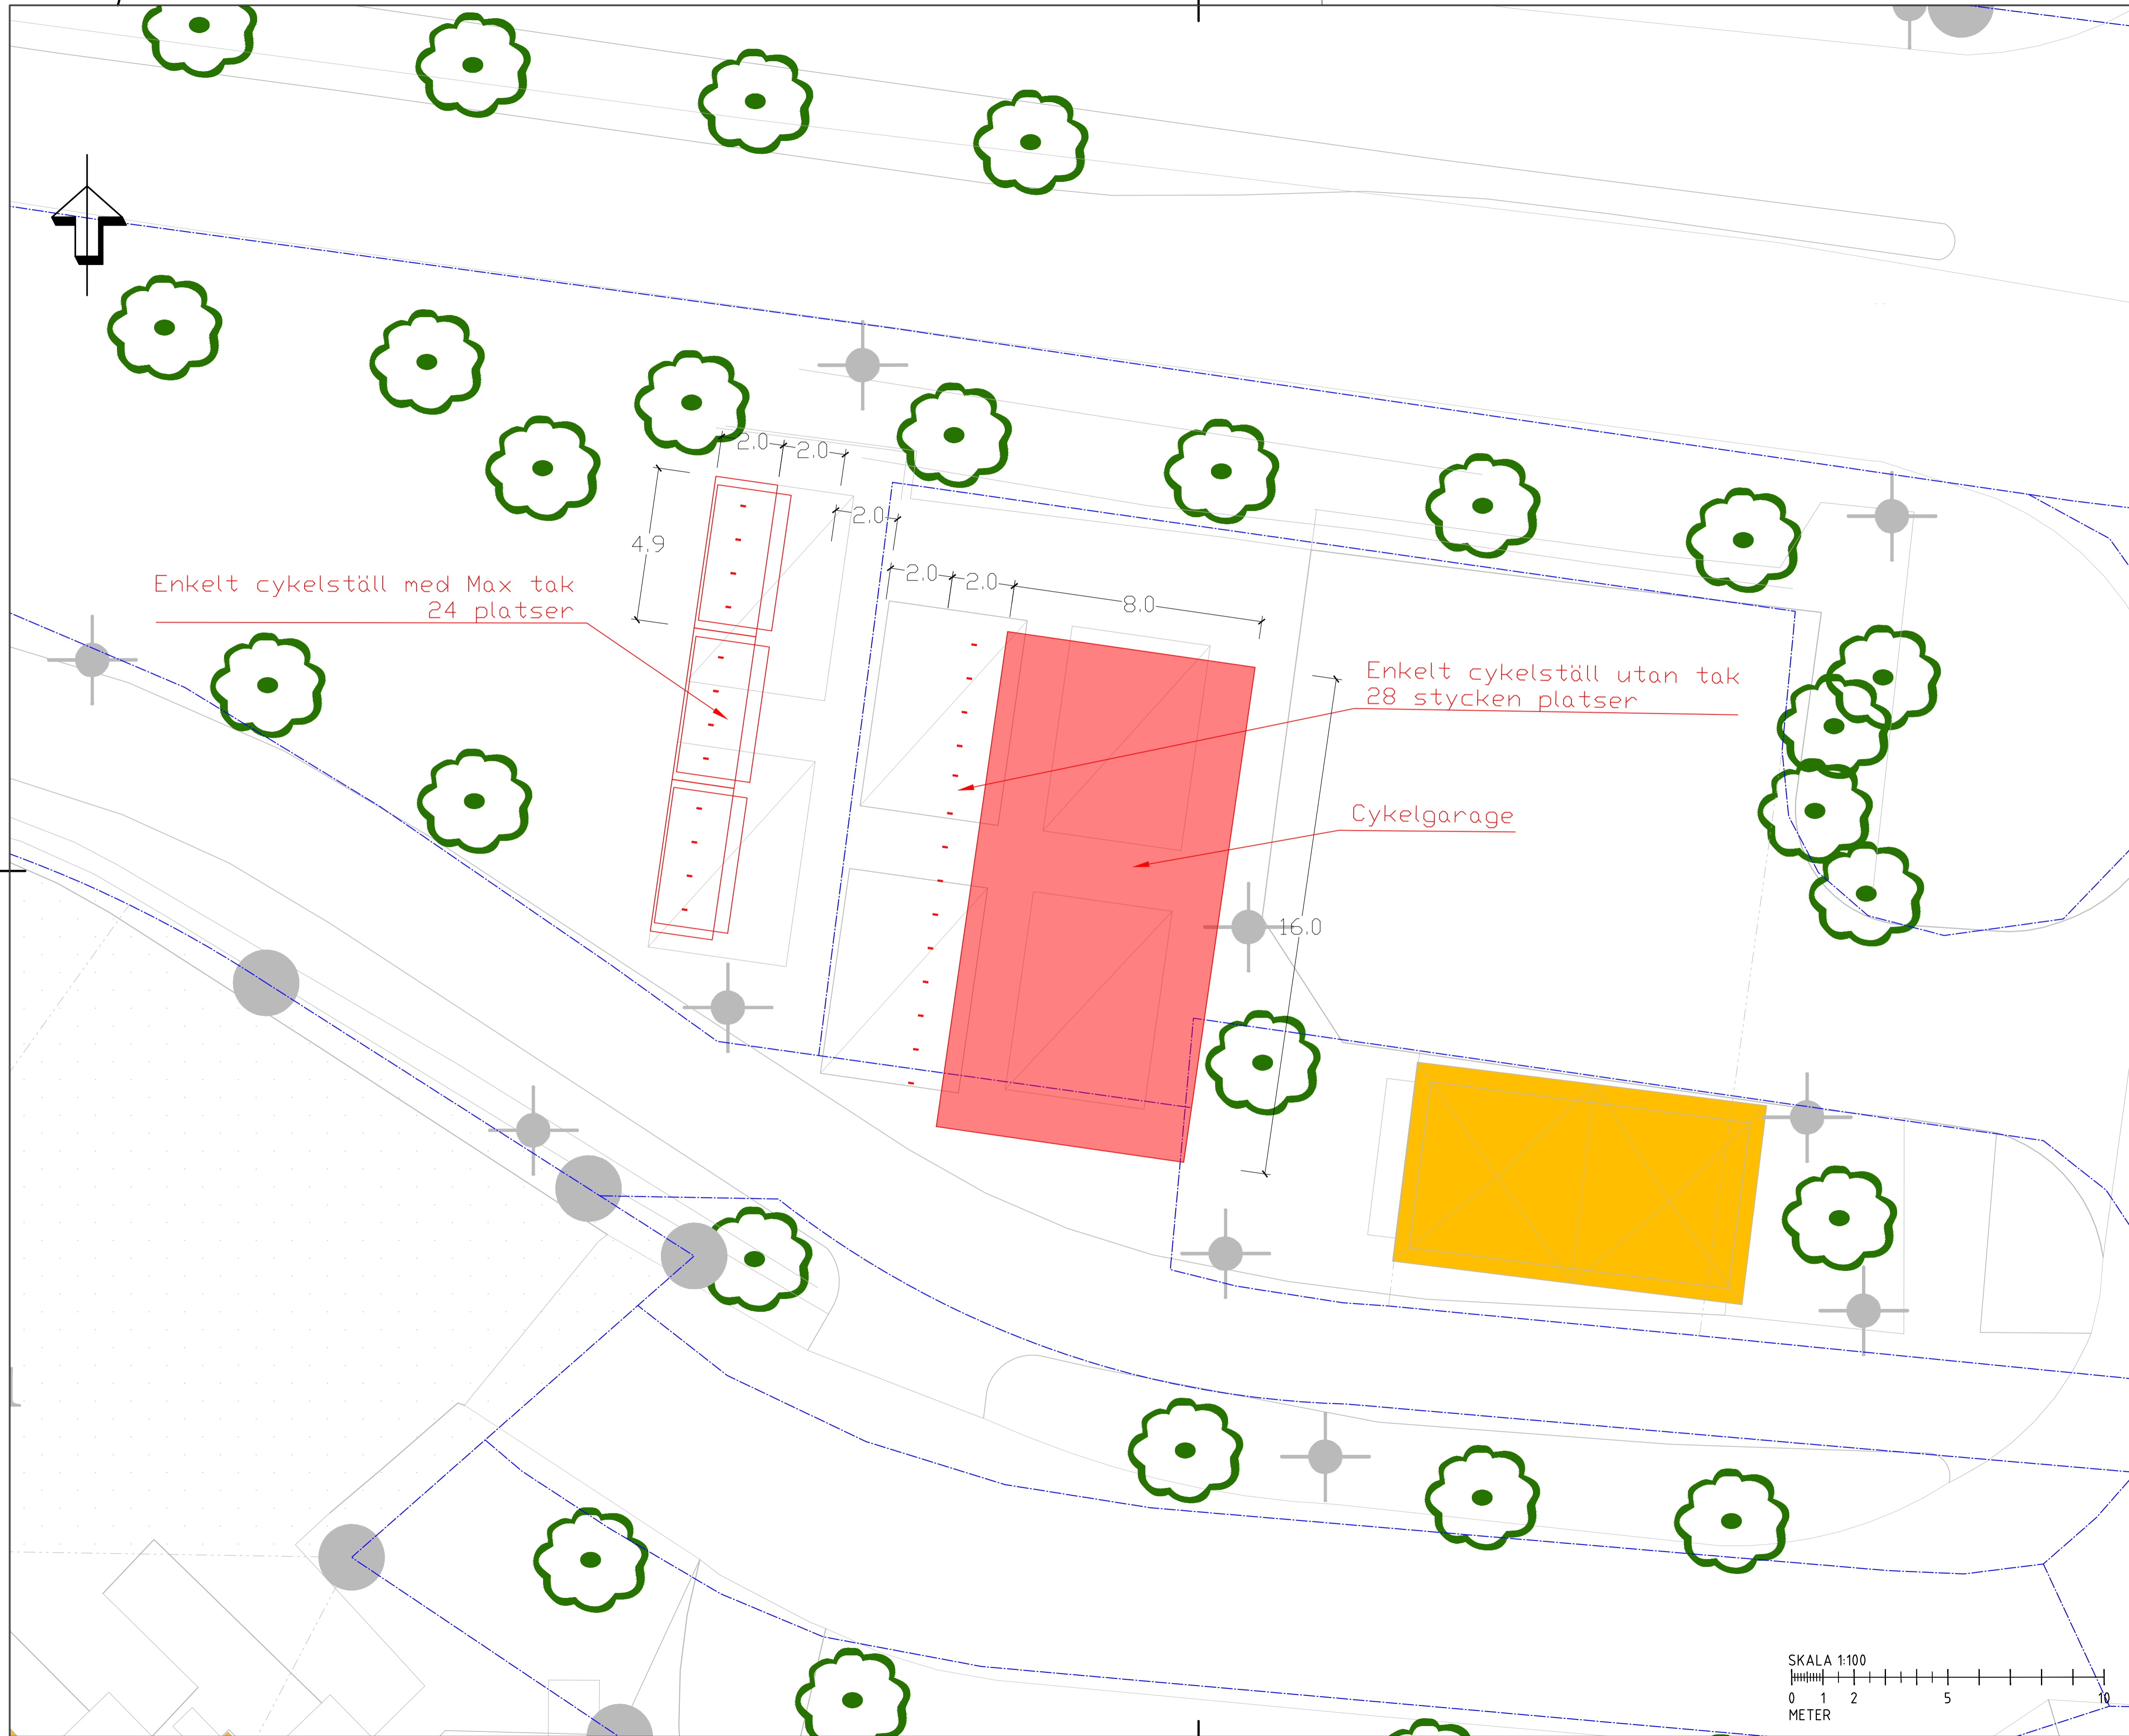 2.0
2.0
2.0
4.9
2.0
2.0
8.0
Enkelt cykelställ med Max tak
24 platser
Enkelt cykelställ utan tak
28 stycken platser
Cykelgarage
16.0
SKALA 1:100
0 1 2 5 10
METER